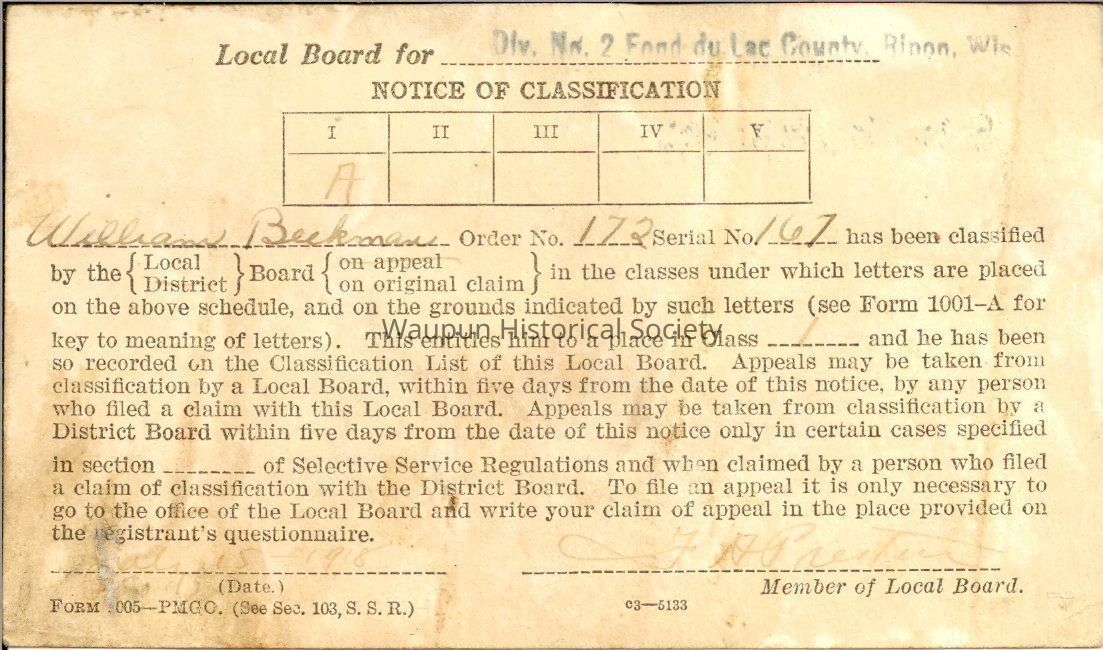 Local Board for Div. No. 2 Fond du Lac County, Ripon, Wis
NOTICE OF CLASSIFICATION
I II III IV V
A
William Beekman Order No. 172 Serial No. 167 has been classified
by the { Local District } Board { on appeal on original claim } in the classes under which letters are placed
on the above schedule, and on the grounds indicated by such letters (see Form 1001–A for
Waupun Historical Society
key to meaning of letters). This entitles him to a place in Class 1 and he has been
so recorded on the Classification List of this Local Board. Appeals may be taken from
classification by a Local Board, within five days from the date of this notice, by any person
who filed a claim with this Local Board. Appeals may be taken from classification by a
District Board within five days from the date of this notice only in certain cases specified
in section of Selective Service Regulations and when claimed by a person who filed
a claim of classification with the District Board. To file an appeal it is only necessary to
go to the office of the Local Board and write your claim of appeal in the place provided on
the registrant's questionnaire.
1918
(Date.) Member of Local Board.
FORM 1005—PMGO. (See Sec. 103, S. S. R.) c3—5133